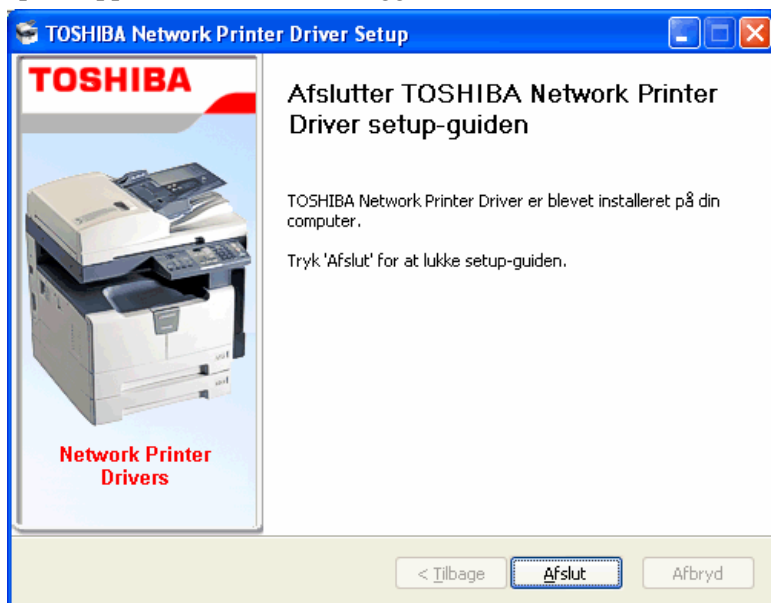 TOSHIBA Network Printer Driver Setup
TOSHIBA
Afslutter TOSHIBA Network Printer
Driver setup-guiden
TOSHIBA Network Printer Driver er blevet installeret på din
computer.
Tryk 'Afslut' for at lukke setup-guiden.
Network Printer
Drivers
< Tilbage
Afslut
Afbryd